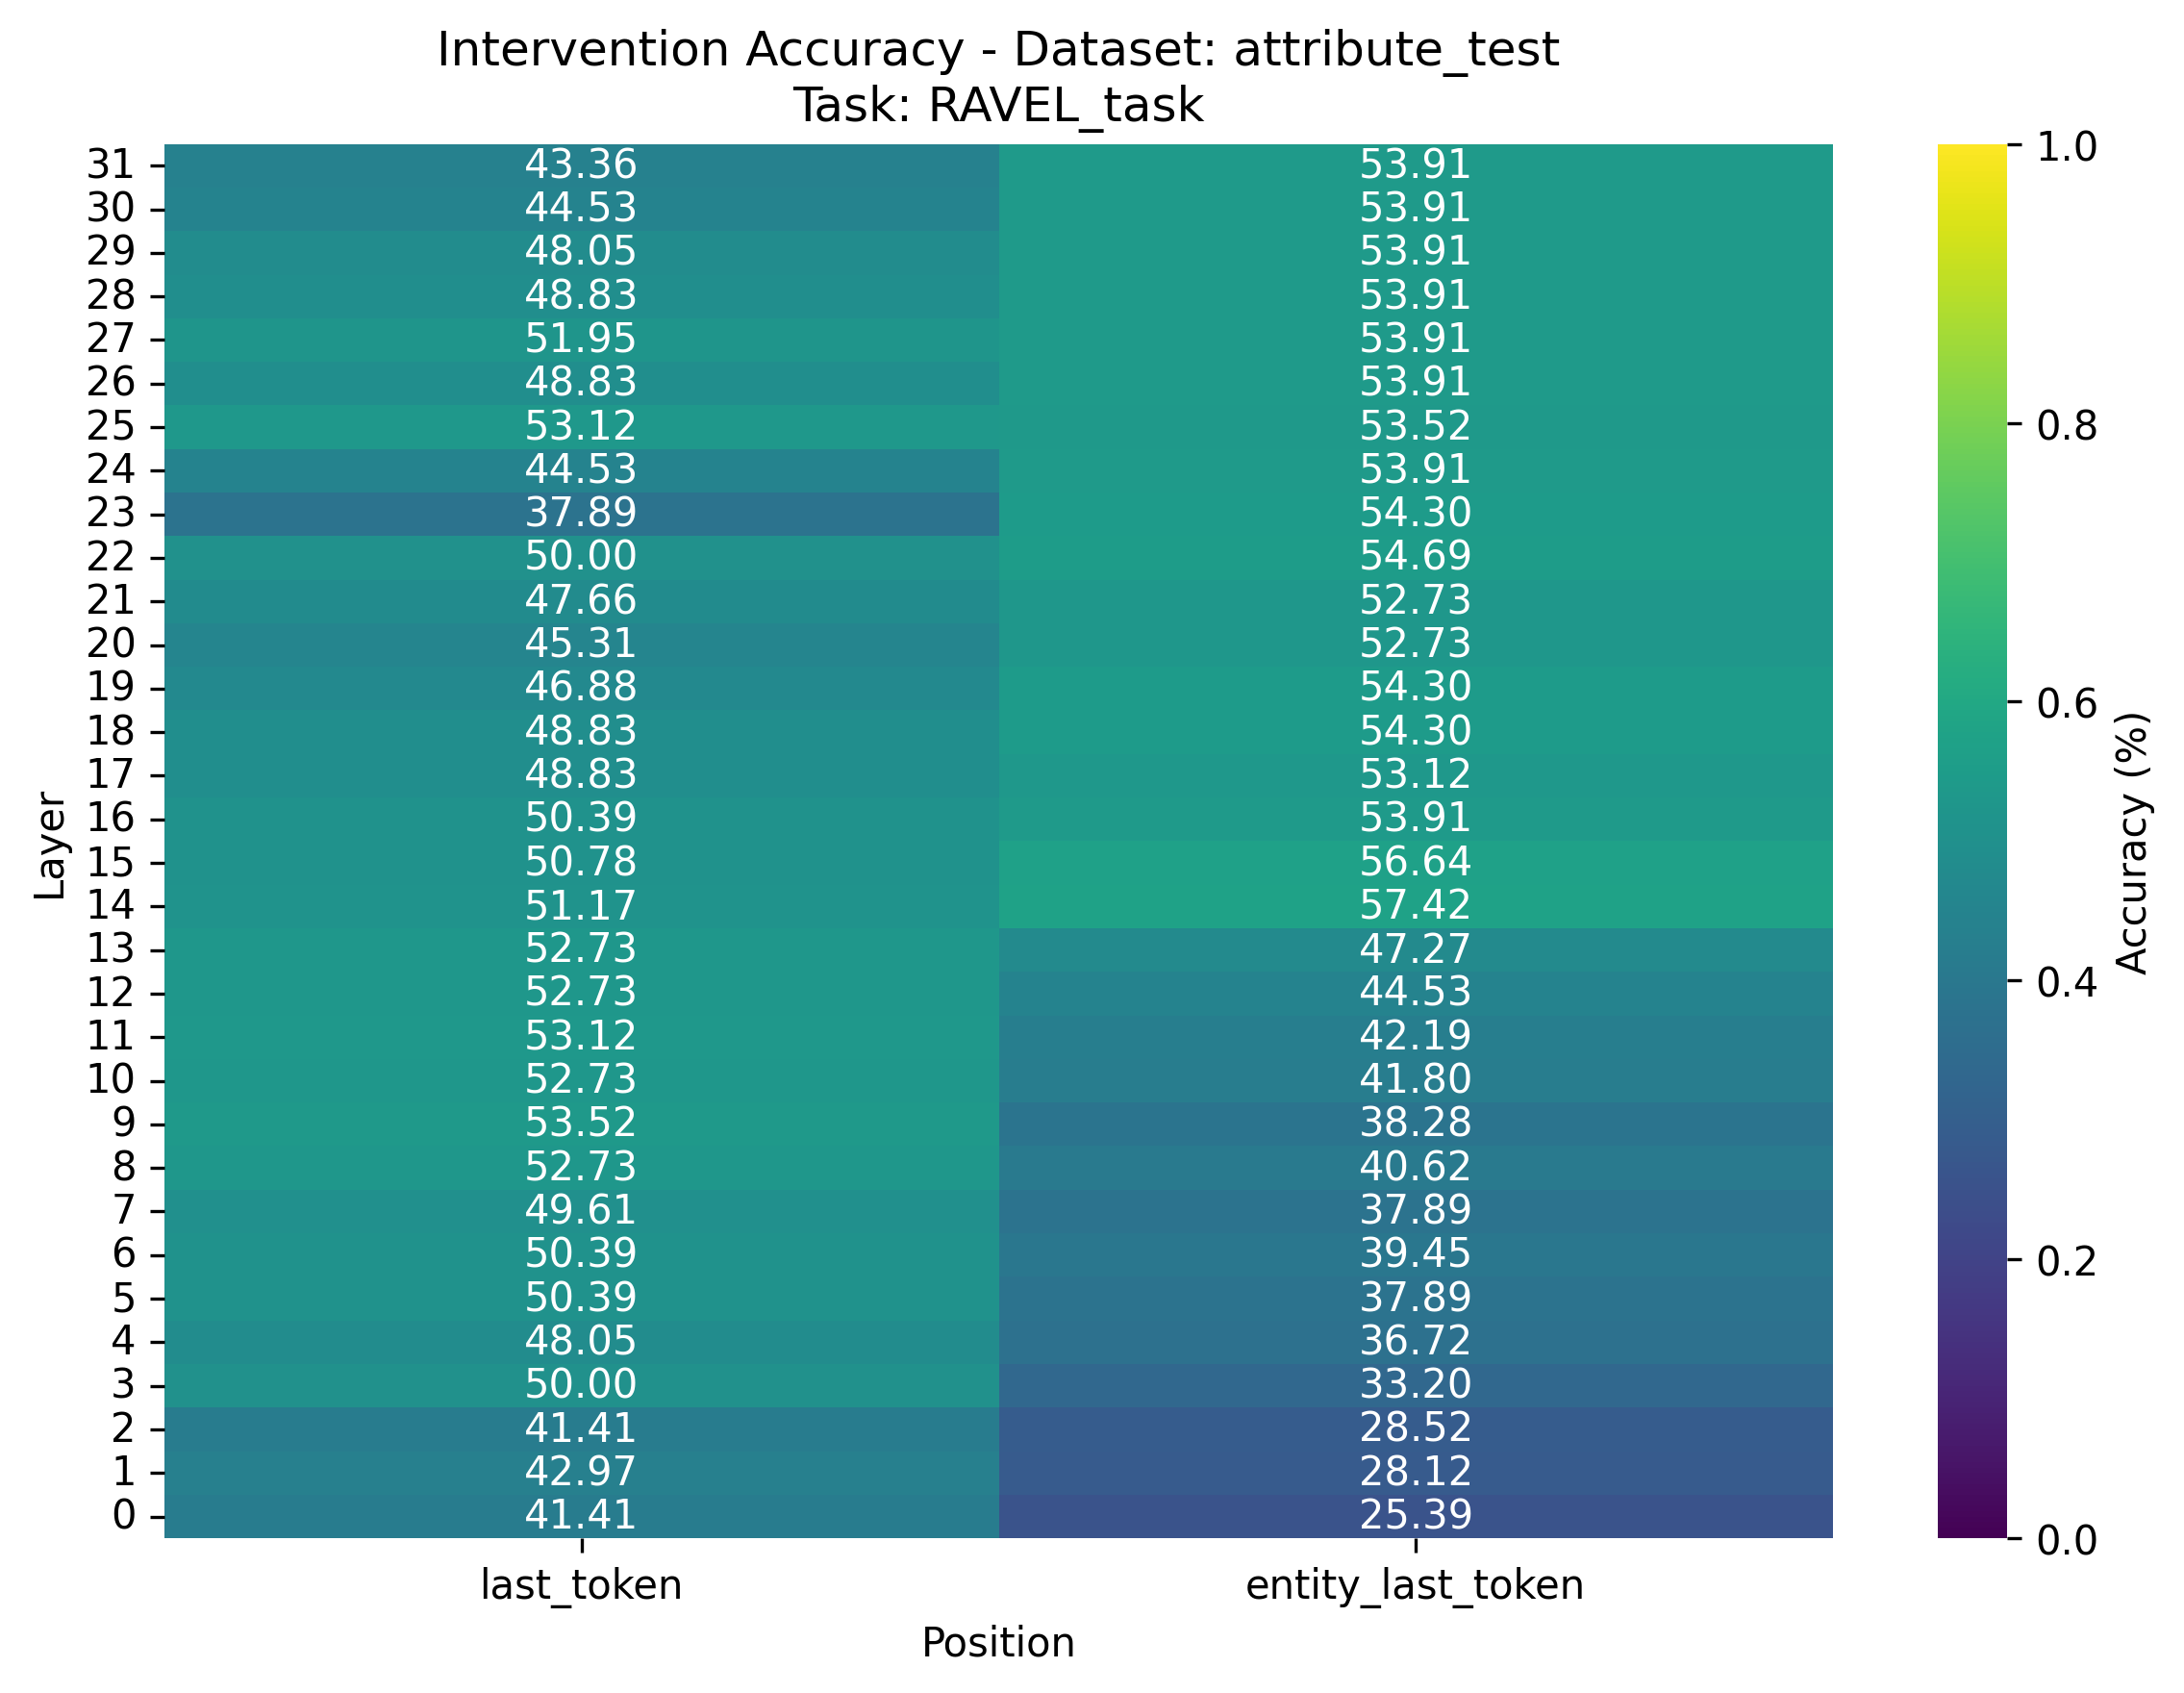 Intervention Accuracy - Dataset: attribute_test
Task: RAVEL_task
31 43.36 53.91
30 44.53 53.91
29 48.05 53.91
28 48.83 53.91
27 51.95 53.91
26 48.83 53.91
25 53.12 53.52
24 44.53 53.91
23 37.89 54.30
22 50.00 54.69
21 47.66 52.73
20 45.31 52.73
19 46.88 54.30
18 48.83 54.30
17 48.83 53.12
16 50.39 53.91
15 50.78 56.64
14 51.17 57.42
13 52.73 47.27
12 52.73 44.53
11 53.12 42.19
10 52.73 41.80
9 53.52 38.28
8 52.73 40.62
7 49.61 37.89
6 50.39 39.45
5 50.39 37.89
4 48.05 36.72
3 50.00 33.20
2 41.41 28.52
1 42.97 28.12
0 41.41 25.39
last_token entity_last_token
Position
Layer
1.0
0.8
0.6
0.4
0.2
0.0
Accuracy (%)